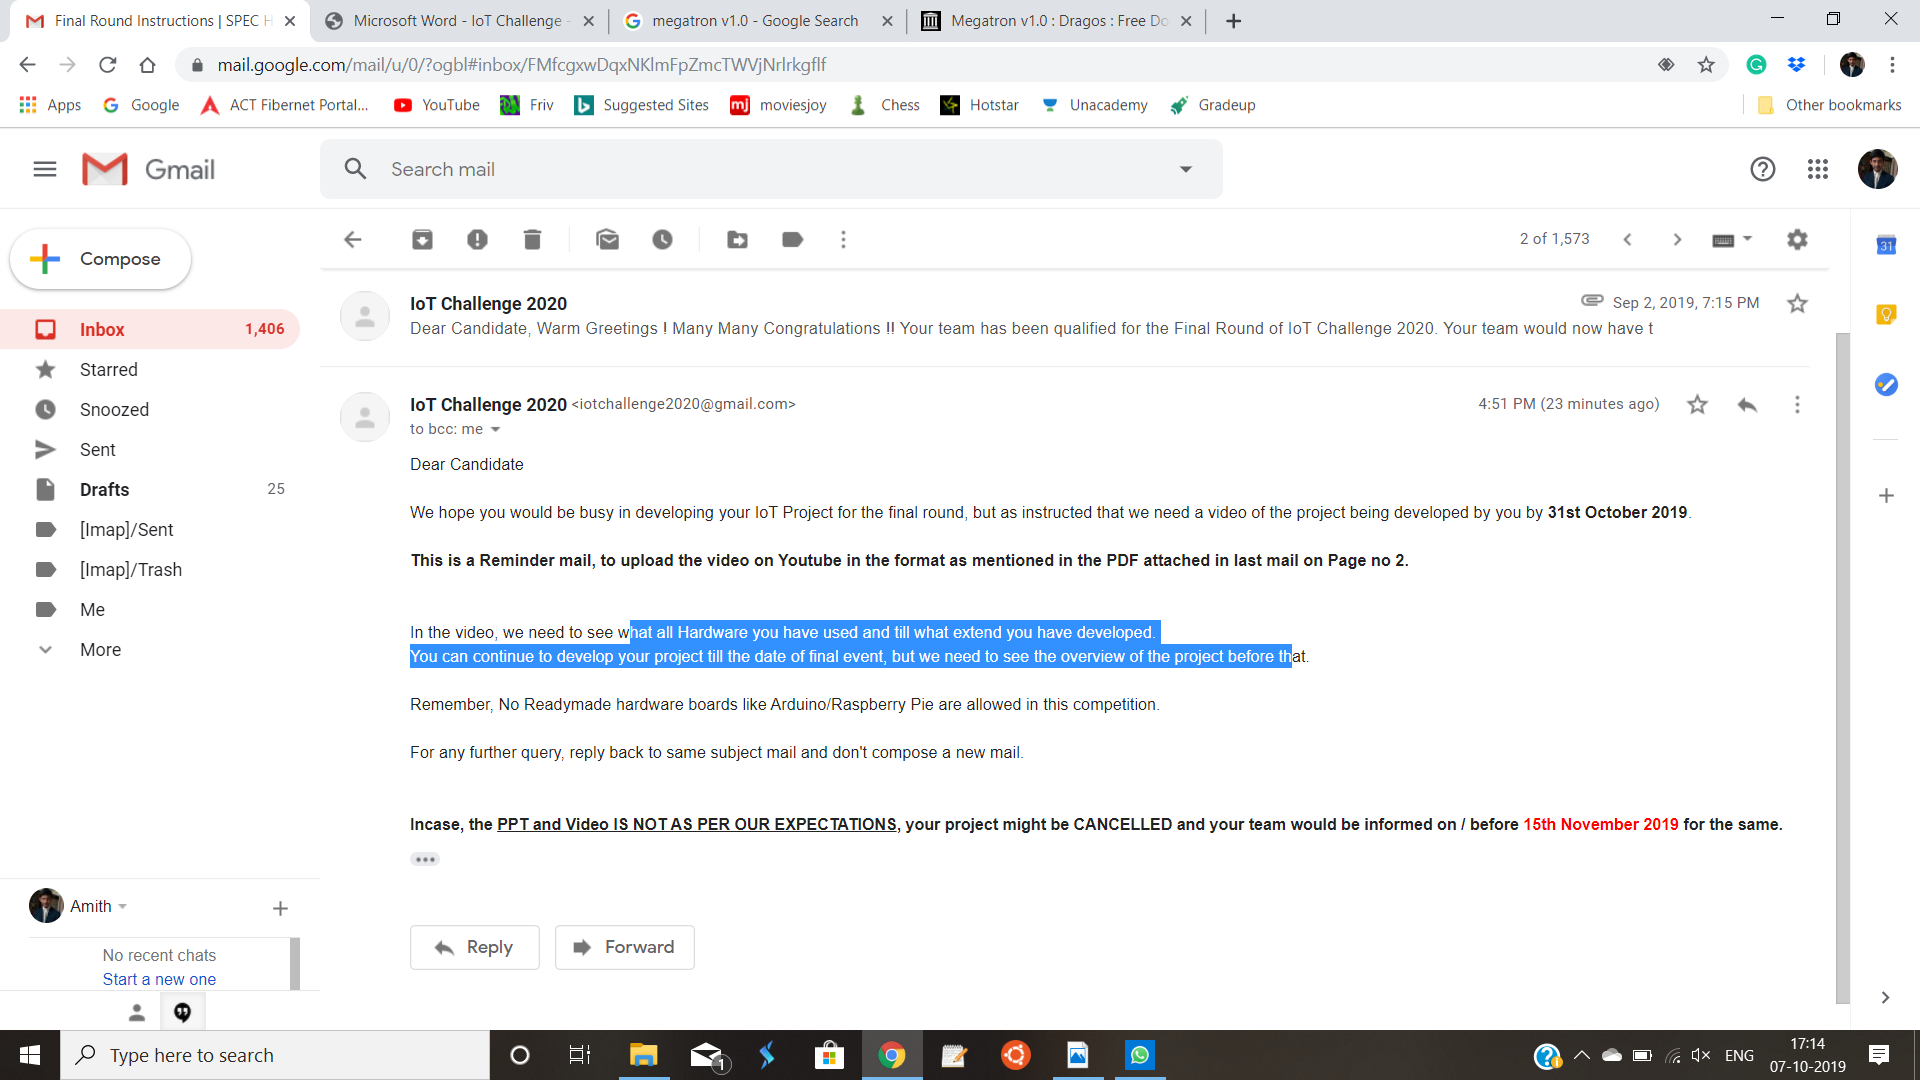 Final Round Instructions | SPEC H
Microsoft Word - IoT Challenge -
megatron v1.0 - Google Search
Megatron v1.0 : Dragos : Free Do
mail.google.com/mail/u/0/?ogbl#inbox/FMfcgxwDqxNKlmFpZmcTWVjNrlrkgflf
Apps
Google
ACT Fibernet Portal...
YouTube
Friv
Suggested Sites
moviesjoy
Chess
Hotstar
Unacademy
Gradeup
Other bookmarks
Gmail
Search mail
Compose
2 of 1,573
31
Inbox 1,406
Starred
Snoozed
Sent
Drafts 25
[Imap]/Sent
[Imap]/Trash
Me
More
IoT Challenge 2020
Sep 2, 2019, 7:15 PM
Dear Candidate, Warm Greetings ! Many Many Congratulations !! Your team has been qualified for the Final Round of IoT Challenge 2020. Your team would now have t
IoT Challenge 2020 <iotchallenge2020@gmail.com>
4:51 PM (23 minutes ago)
to bcc: me
Dear Candidate
We hope you would be busy in developing your IoT Project for the final round, but as instructed that we need a video of the project being developed by you by 31st October 2019.
This is a Reminder mail, to upload the video on Youtube in the format as mentioned in the PDF attached in last mail on Page no 2.
In the video, we need to see what all Hardware you have used and till what extend you have developed.
You can continue to develop your project till the date of final event, but we need to see the overview of the project before that.
Remember, No Readymade hardware boards like Arduino/Raspberry Pie are allowed in this competition.
For any further query, reply back to same subject mail and don't compose a new mail.
Incase, the PPT and Video IS NOT AS PER OUR EXPECTATIONS, your project might be CANCELLED and your team would be informed on / before 15th November 2019 for the same.
Reply
Forward
Amith
No recent chats
Start a new one
Type here to search
1
ENG
17:14
07-10-2019